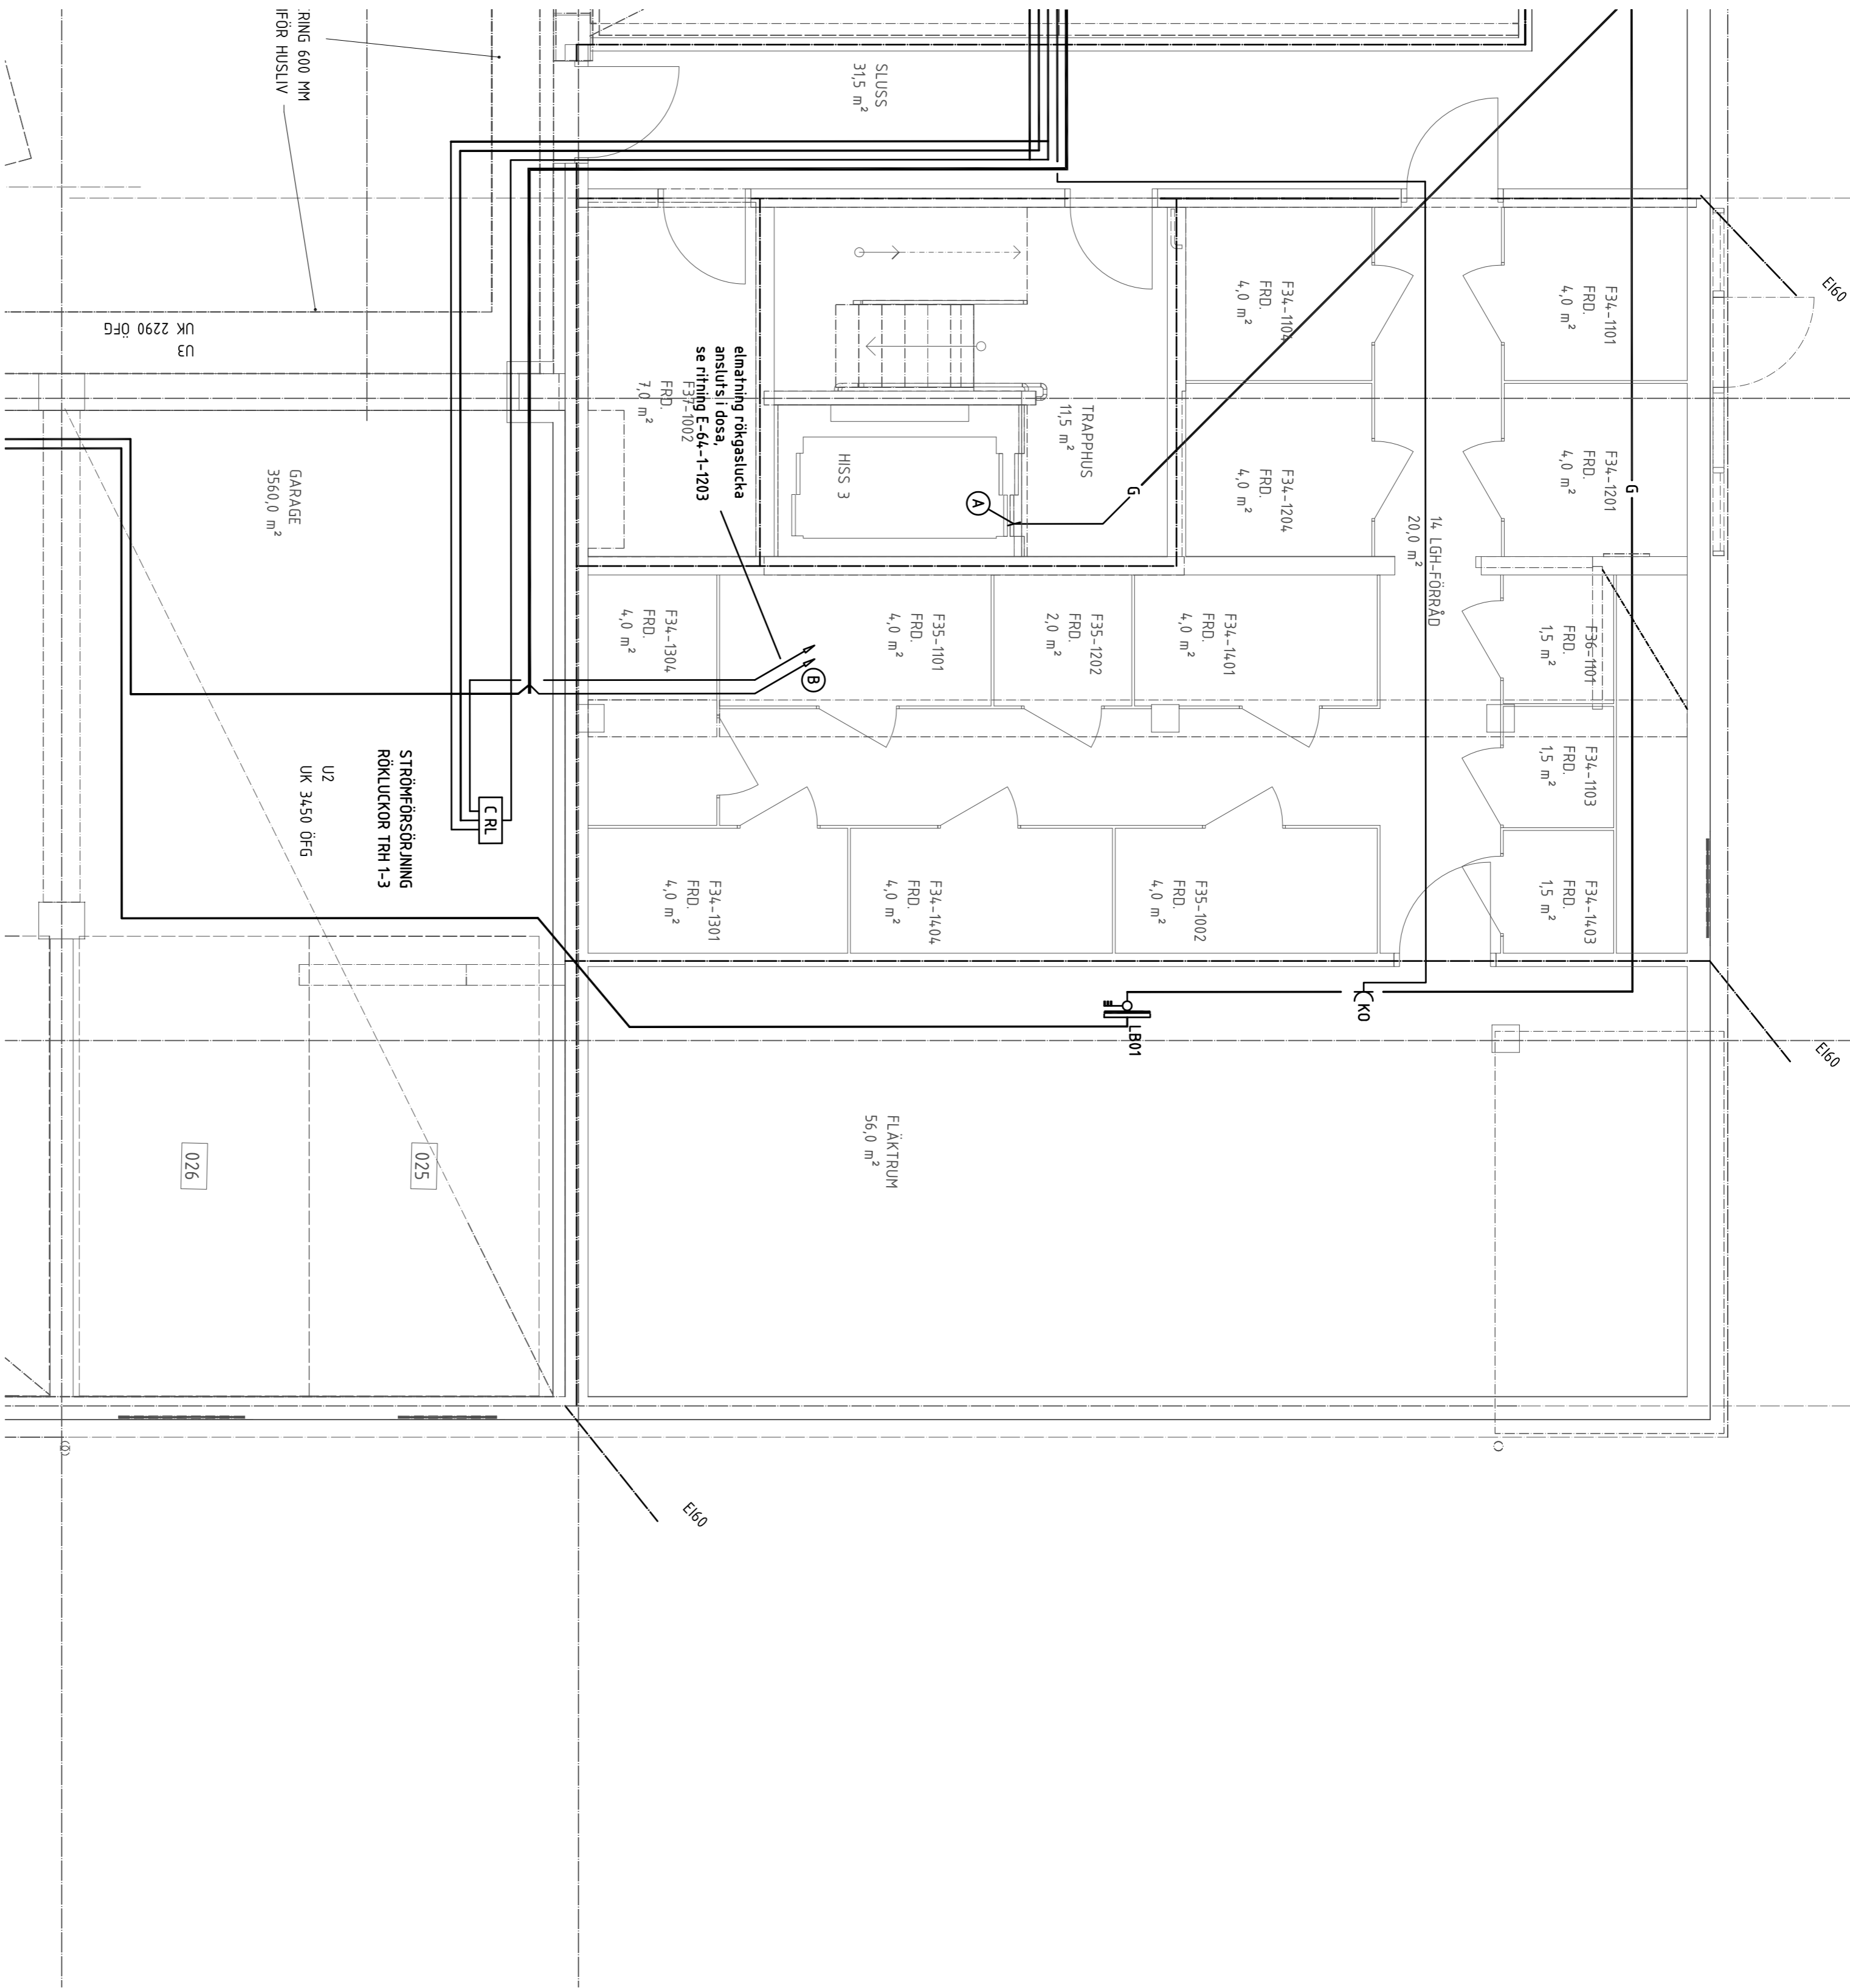 RING 600 MM
IFÖR HUSLIV
SLUSS
31,5 m²
U3
UK 2290 ÖFG
EI60
F34-1101
FRD.
4,0 m²
F34-1104
FRD.
4,0 m²
F34-1201
FRD.
4,0 m²
F34-1204
FRD.
4,0 m²
G
G
TRAPPHUS
11,5 m²
HISS 3
A
elmatning rökgaslucka
ansluts i dosa,
se ritning E-64-1-1203
F37-1002
FRD.
7,0 m²
GARAGE
3560,0 m²
14 LGH-FÖRRÅD
20,0 m²
F36-1101
FRD.
1,5 m²
F34-1401
FRD.
4,0 m²
F35-1202
FRD.
2,0 m²
F35-1101
FRD.
4,0 m²
F34-1304
FRD.
4,0 m²
B
F34-1103
FRD.
1,5 m²
STRÖMFÖRSÖRJNING
RÖKLUCKOR TRH 1-3
U2
UK 3450 ÖFG
C RL
F34-1403
FRD.
1,5 m²
F35-1002
FRD.
4,0 m²
F34-1404
FRD.
4,0 m²
F34-1301
FRD.
4,0 m²
KO
LB01
EI60
FLÄKTRUM
56,0 m²
025
026
EI60